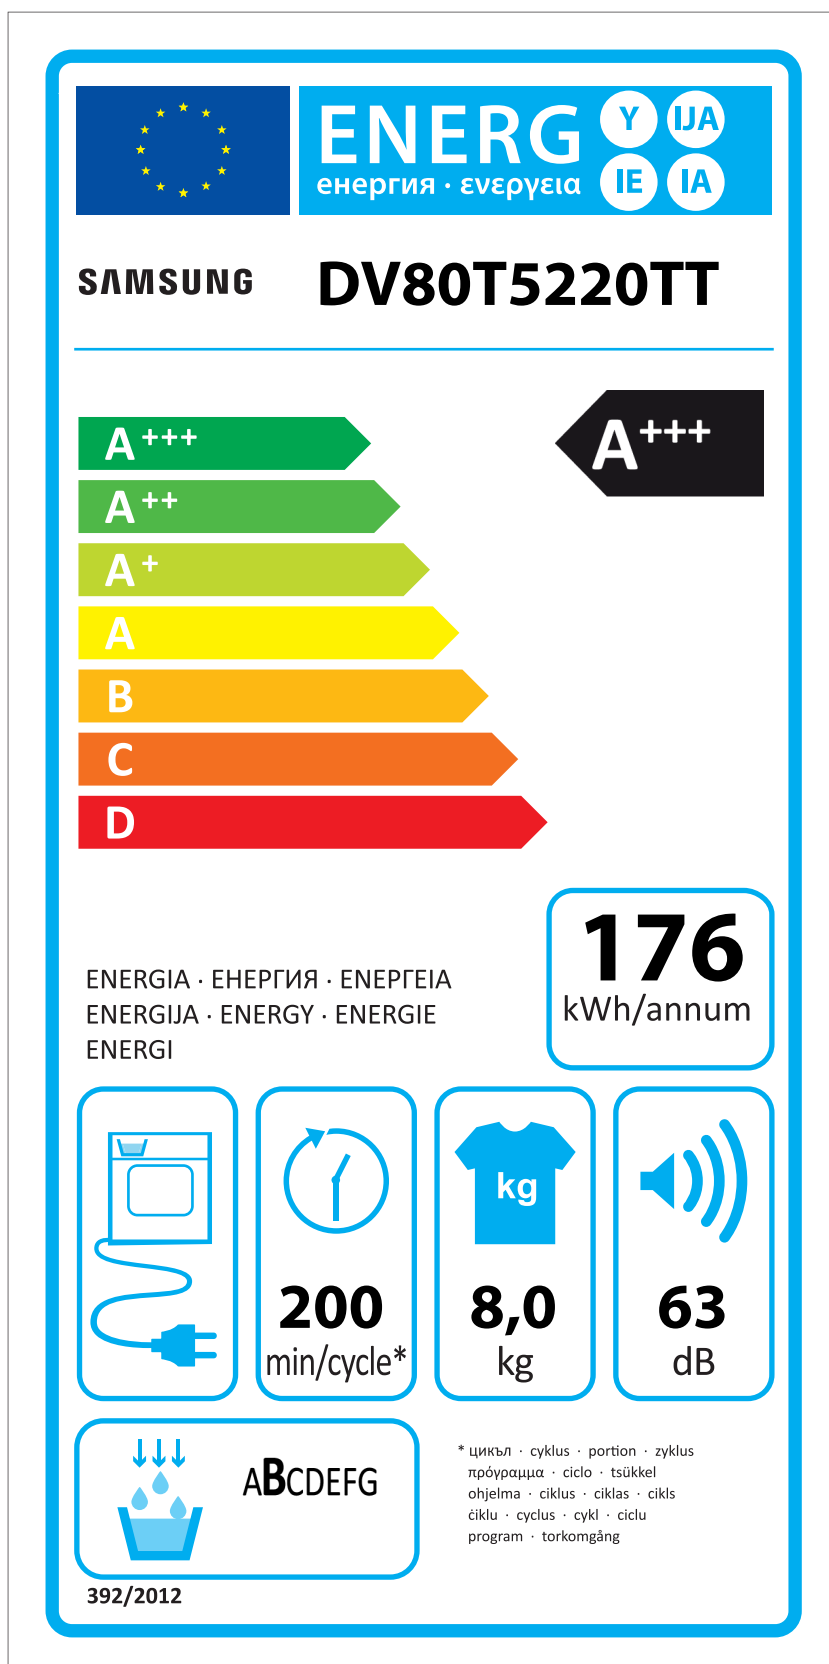 ENERG
енергия · ενεργεια
Y
IJA
IE
IA
SAMSUNG
DV80T5220TT
A+++
A+++
A++
A+
A
B
C
D
176
kWh/annum
ENERGIA · ЕНЕРГИЯ · ΕΝΕΡΓΕΙΑ
ENERGIJA · ENERGY · ENERGIE
ENERGI
kg
200
min/cycle*
8,0
kg
63
dB
ABCDEFG
* цикъл · cyklus · portion · zyklus
πρόγραμμα · ciclo · tsükkel
ohjelma · ciklus · ciklas · cikls
ċiklu · cyclus · cykl · ciclu
program · torkomgång
392/2012